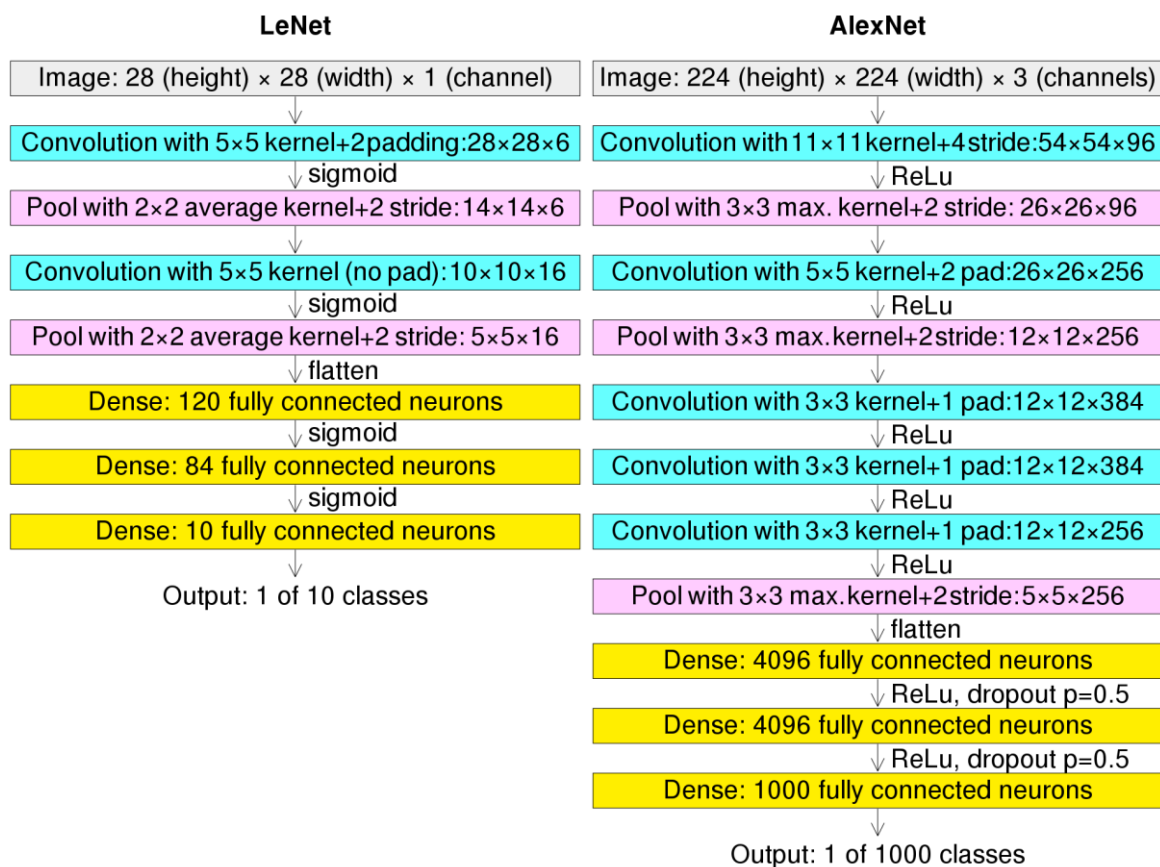 LeNet
Image: 28 (height) × 28 (width) × 1 (channel)
Convolution with 5×5 kernel+2padding:28×28×6
sigmoid
Pool with 2×2 average kernel+2 stride:14×14×6
Convolution with 5×5 kernel (no pad):10×10×16
sigmoid
Pool with 2×2 average kernel+2 stride: 5×5×16
flatten
Dense: 120 fully connected neurons
sigmoid
Dense: 84 fully connected neurons
sigmoid
Dense: 10 fully connected neurons
Output: 1 of 10 classes
AlexNet
Image: 224 (height) × 224 (width) × 3 (channels)
Convolution with 11×11 kernel+4 stride:54×54×96
ReLu
Pool with 3×3 max. kernel+2 stride: 26×26×96
Convolution with 5×5 kernel+2 pad:26×26×256
ReLu
Pool with 3×3 max.kernel+2stride:12×12×256
Convolution with 3×3 kernel+1 pad:12×12×384
ReLu
Convolution with 3×3 kernel+1 pad:12×12×384
ReLu
Convolution with 3×3 kernel+1 pad:12×12×256
ReLu
Pool with 3×3 max.kernel+2stride:5×5×256
flatten
Dense: 4096 fully connected neurons
ReLu, dropout p=0.5
Dense: 4096 fully connected neurons
ReLu, dropout p=0.5
Dense: 1000 fully connected neurons
Output: 1 of 1000 classes